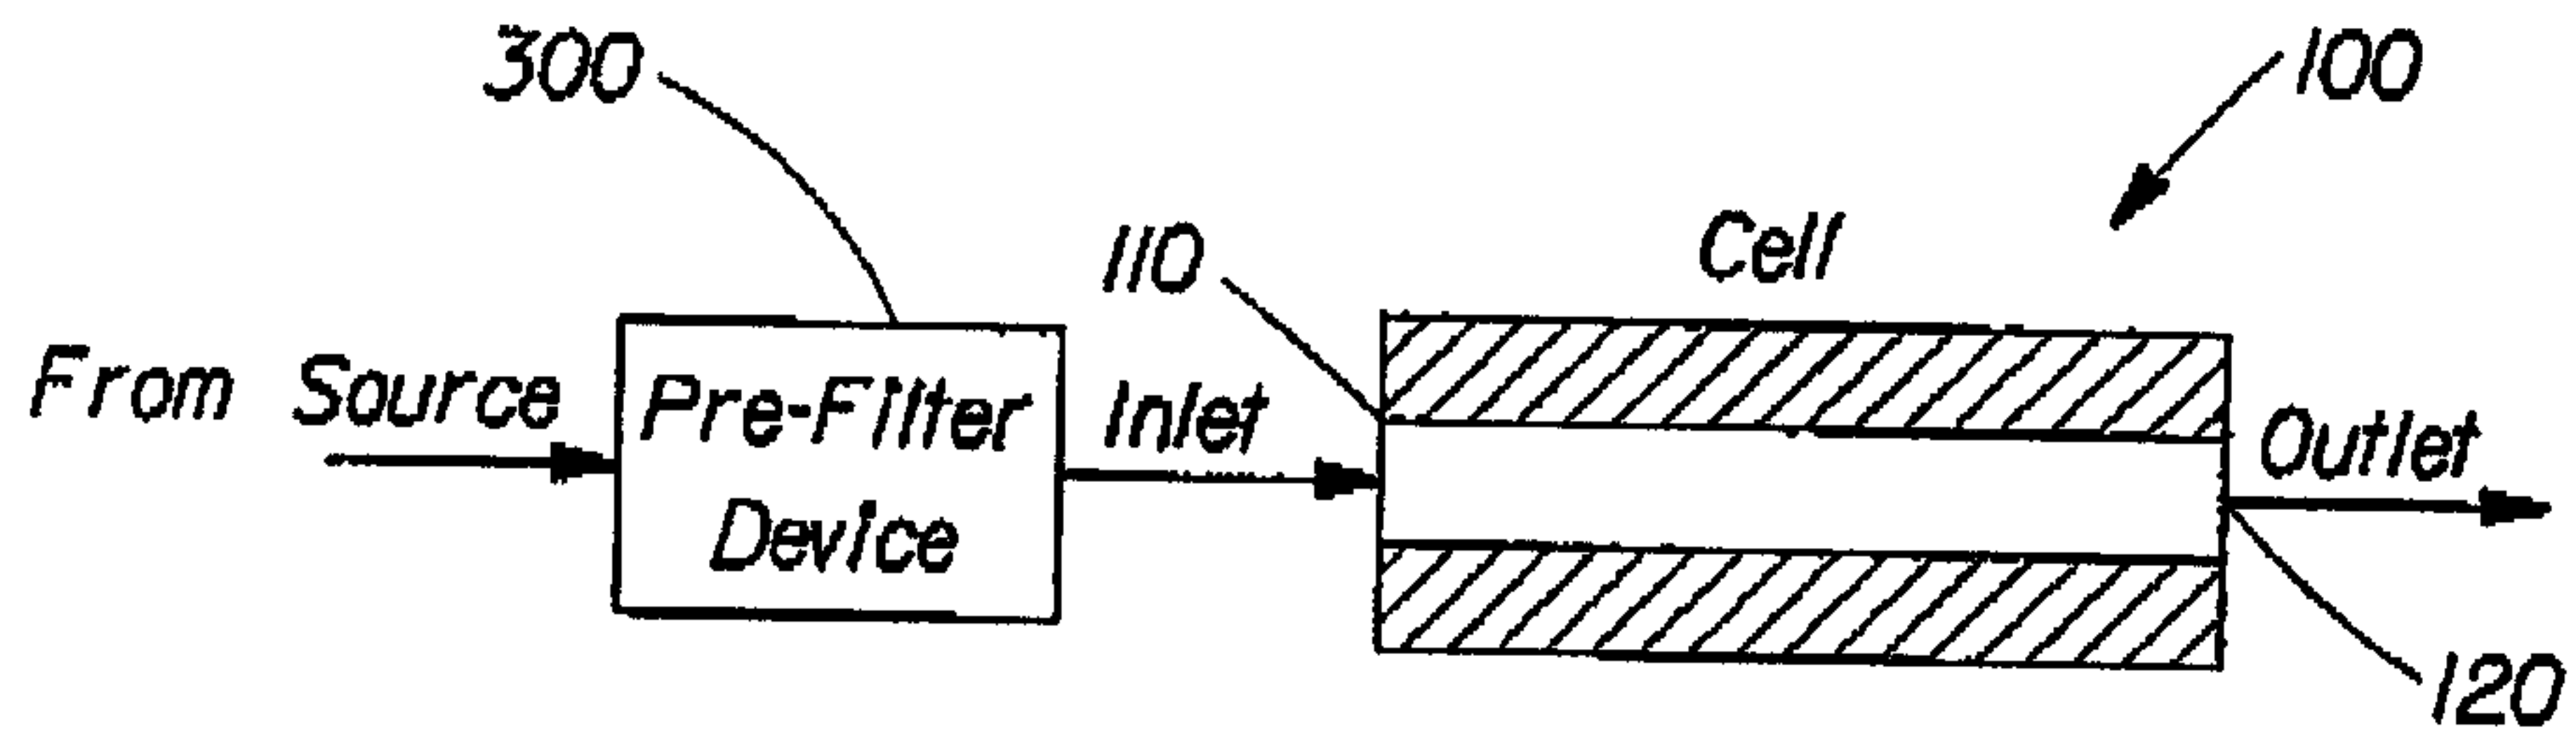 300
100
110
Cell
From Source
Pre-Filter
Device
Inlet
Outlet
120